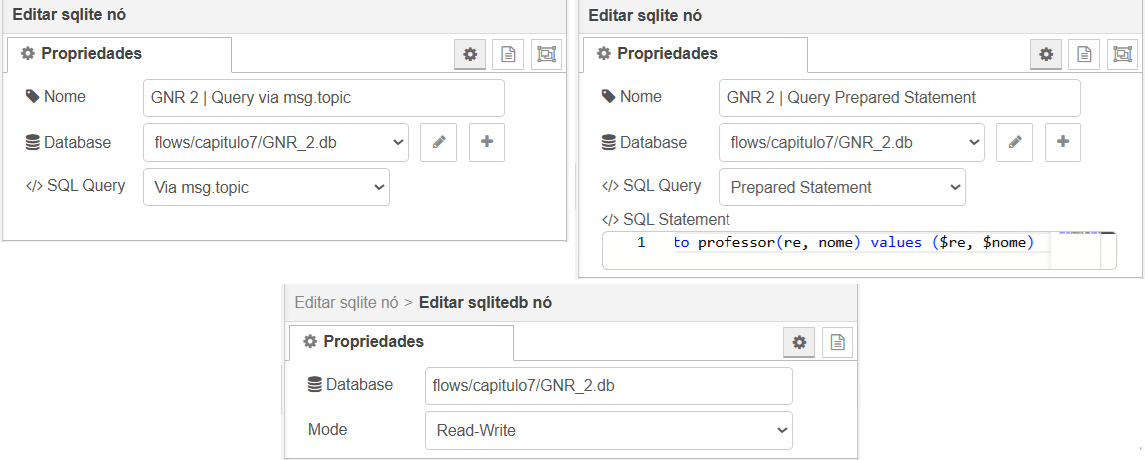 Editar sqlite nó
Propriedades
Nome
GNR 2 | Query via msg.topic
Database
flows/capitulo7/GNR_2.db
</> SQL Query
Via msg.topic
Editar sqlite nó
Propriedades
Nome
GNR 2 | Query Prepared Statement
Database
flows/capitulo7/GNR_2.db
</> SQL Query
Prepared Statement
</> SQL Statement
1 to professor(re, nome) values ($re, $nome)
Editar sqlite nó > Editar sqlitedb nó
Propriedades
Database
flows/capitulo7/GNR_2.db
Mode
Read-Write